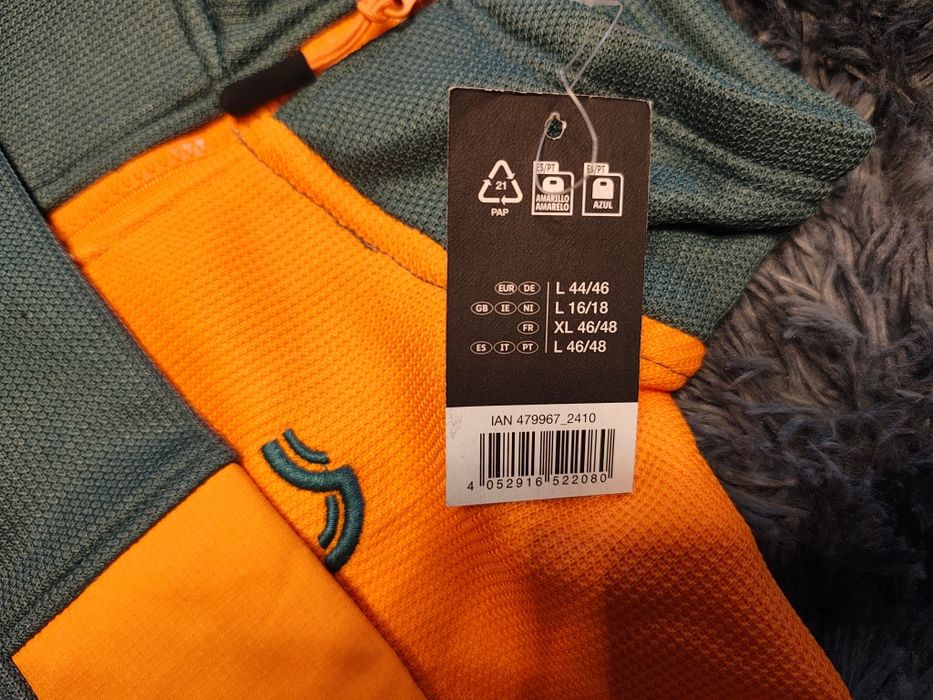 21
PAP
ES/PT
AMARILLO
AMARELO
ES/PT
AZUL
EUR DE L 44/46
GB IE NI L 16/18
FR XL 46/48
ES IT PT L 46/48
IAN 479967_2410
4 052916 522080